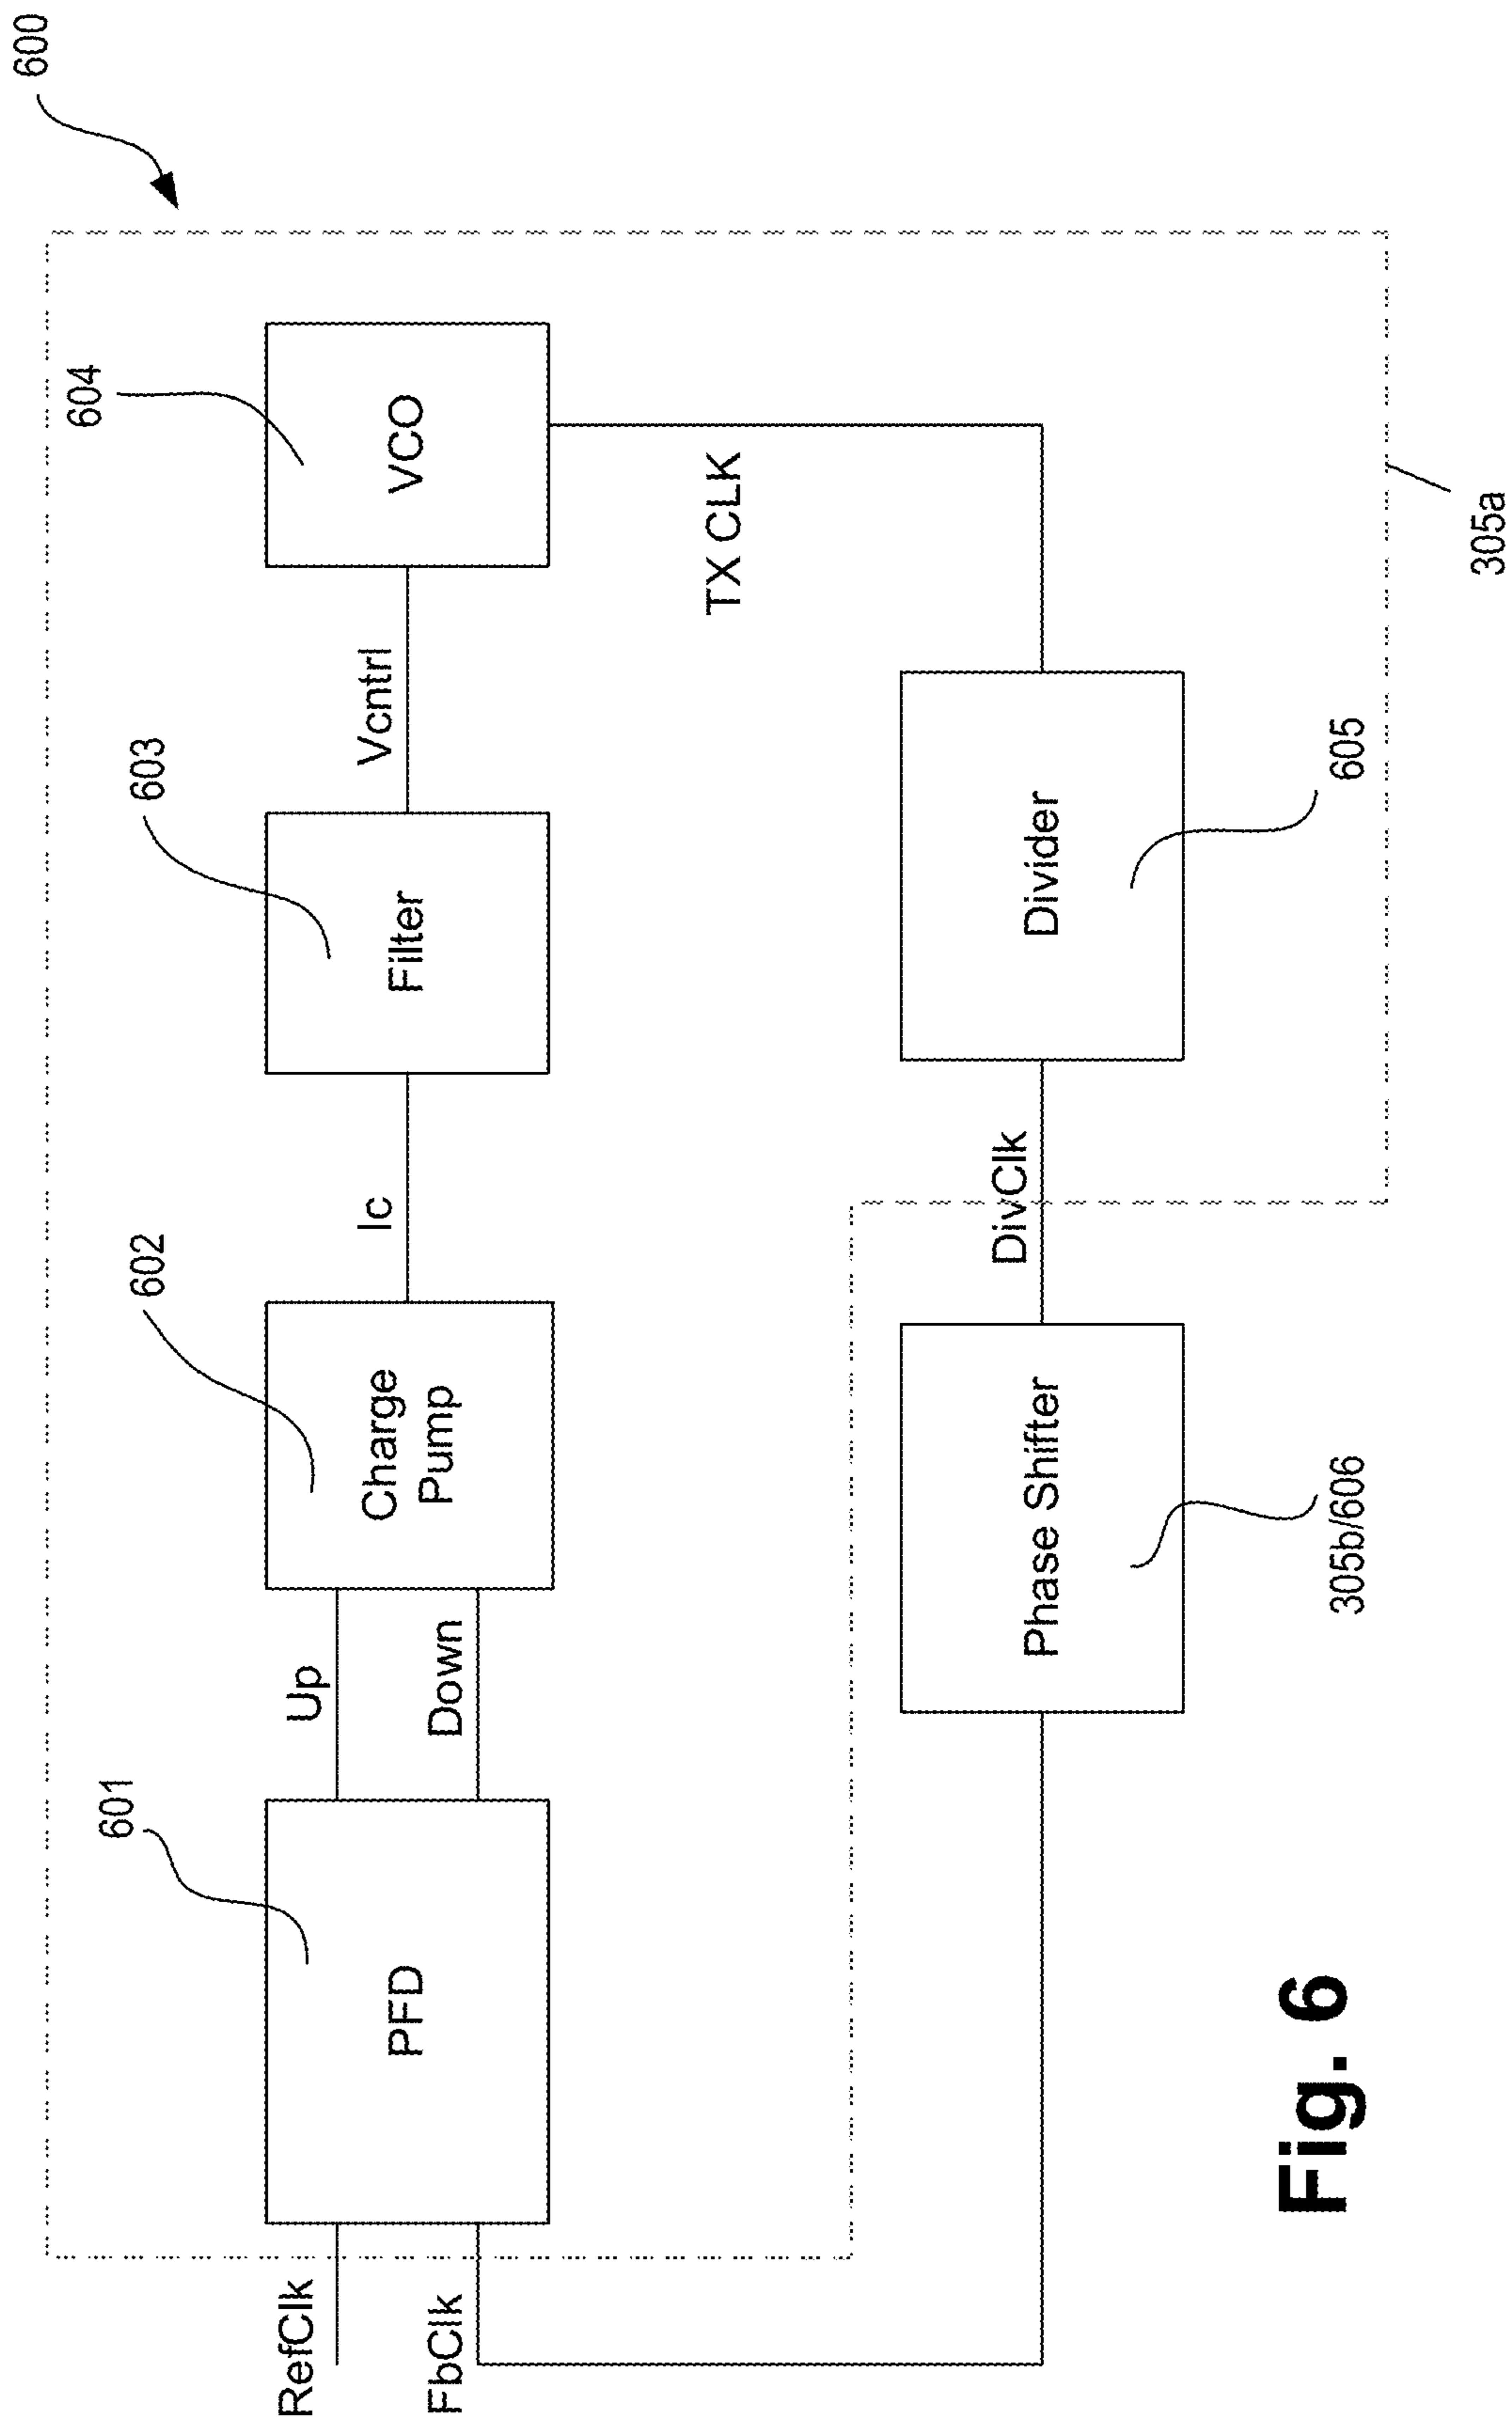 600
604
603
602
601
VCO
Vcntrl
Filter
Ic
Charge
Pump
Up
Down
PFD
RefClk
FbClk
TX CLK
Divider
605
DivClk
Phase Shifter
305b/606
305a
Fig. 6